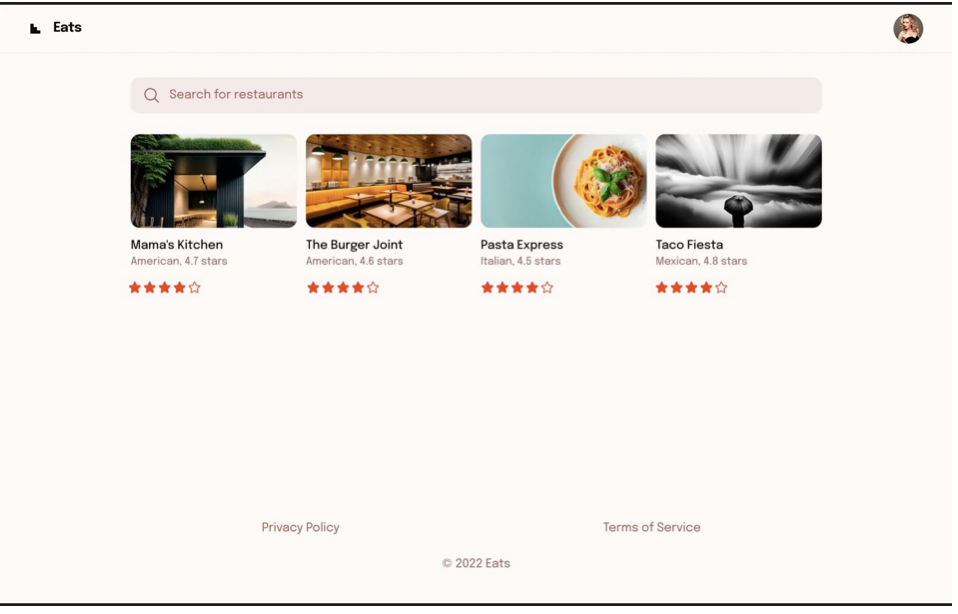 Eats
Search for restaurants
Mama's Kitchen
American, 4.7 stars
The Burger Joint
American, 4.6 stars
Pasta Express
Italian, 4.5 stars
Taco Fiesta
Mexican, 4.8 stars
Privacy Policy
Terms of Service
© 2022 Eats